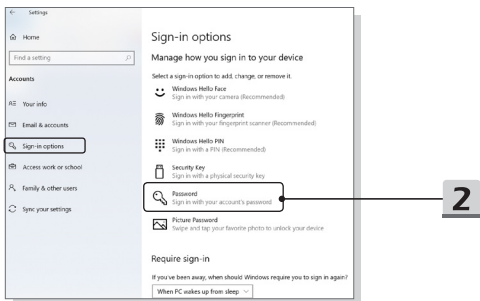 Settings
Home
Find a setting
Accounts
Your info
Email & accounts
Sign-in options
Access work or school
Family & other users
Sync your settings
Sign-in options
Manage how you sign in to your device
Select a sign-in option to add, change, or remove it.
Windows Hello Face
Sign in with your camera (Recommended)
Windows Hello Fingerprint
Sign in with your fingerprint scanner (Recommended)
Windows Hello PIN
Sign in with a PIN (Recommended)
Security Key
Sign in with a physical security key
Password
Sign in with your account's password
Picture Password
Swipe and tap your favorite photo to unlock your device
Require sign-in
If you've been away, when should Windows require you to sign in again?
When PC wakes up from sleep
2